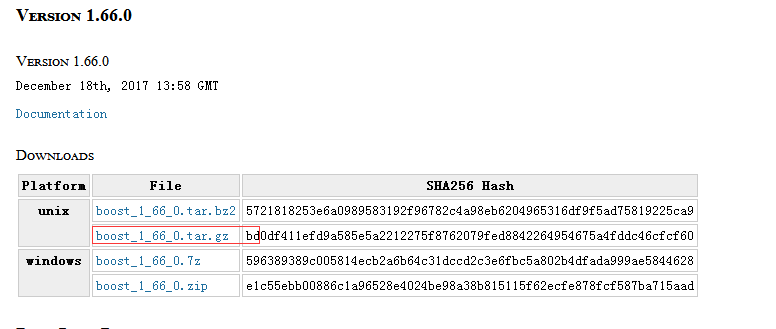 Version 1.66.0
Version 1.66.0
December 18th, 2017 13:58 GMT
Documentation
Downloads
Platform File SHA256 Hash
unix boost_1_66_0.tar.bz2 5721818253e6a0989583192f96782c4a98eb6204965316df9f5ad75819225ca9
boost_1_66_0.tar.gz bd0df411efd9a585e5a2212275f8762079fed8842264954675a4fddc46cfcf60
windows boost_1_66_0.7z 596389389c005814ecb2a6b64c31dccd2c3e6fbc5a802b4dfada999ae5844628
boost_1_66_0.zip e1c55ebb00886c1a96528e4024be98a38b815115f62ecfe878fcf587ba715aad